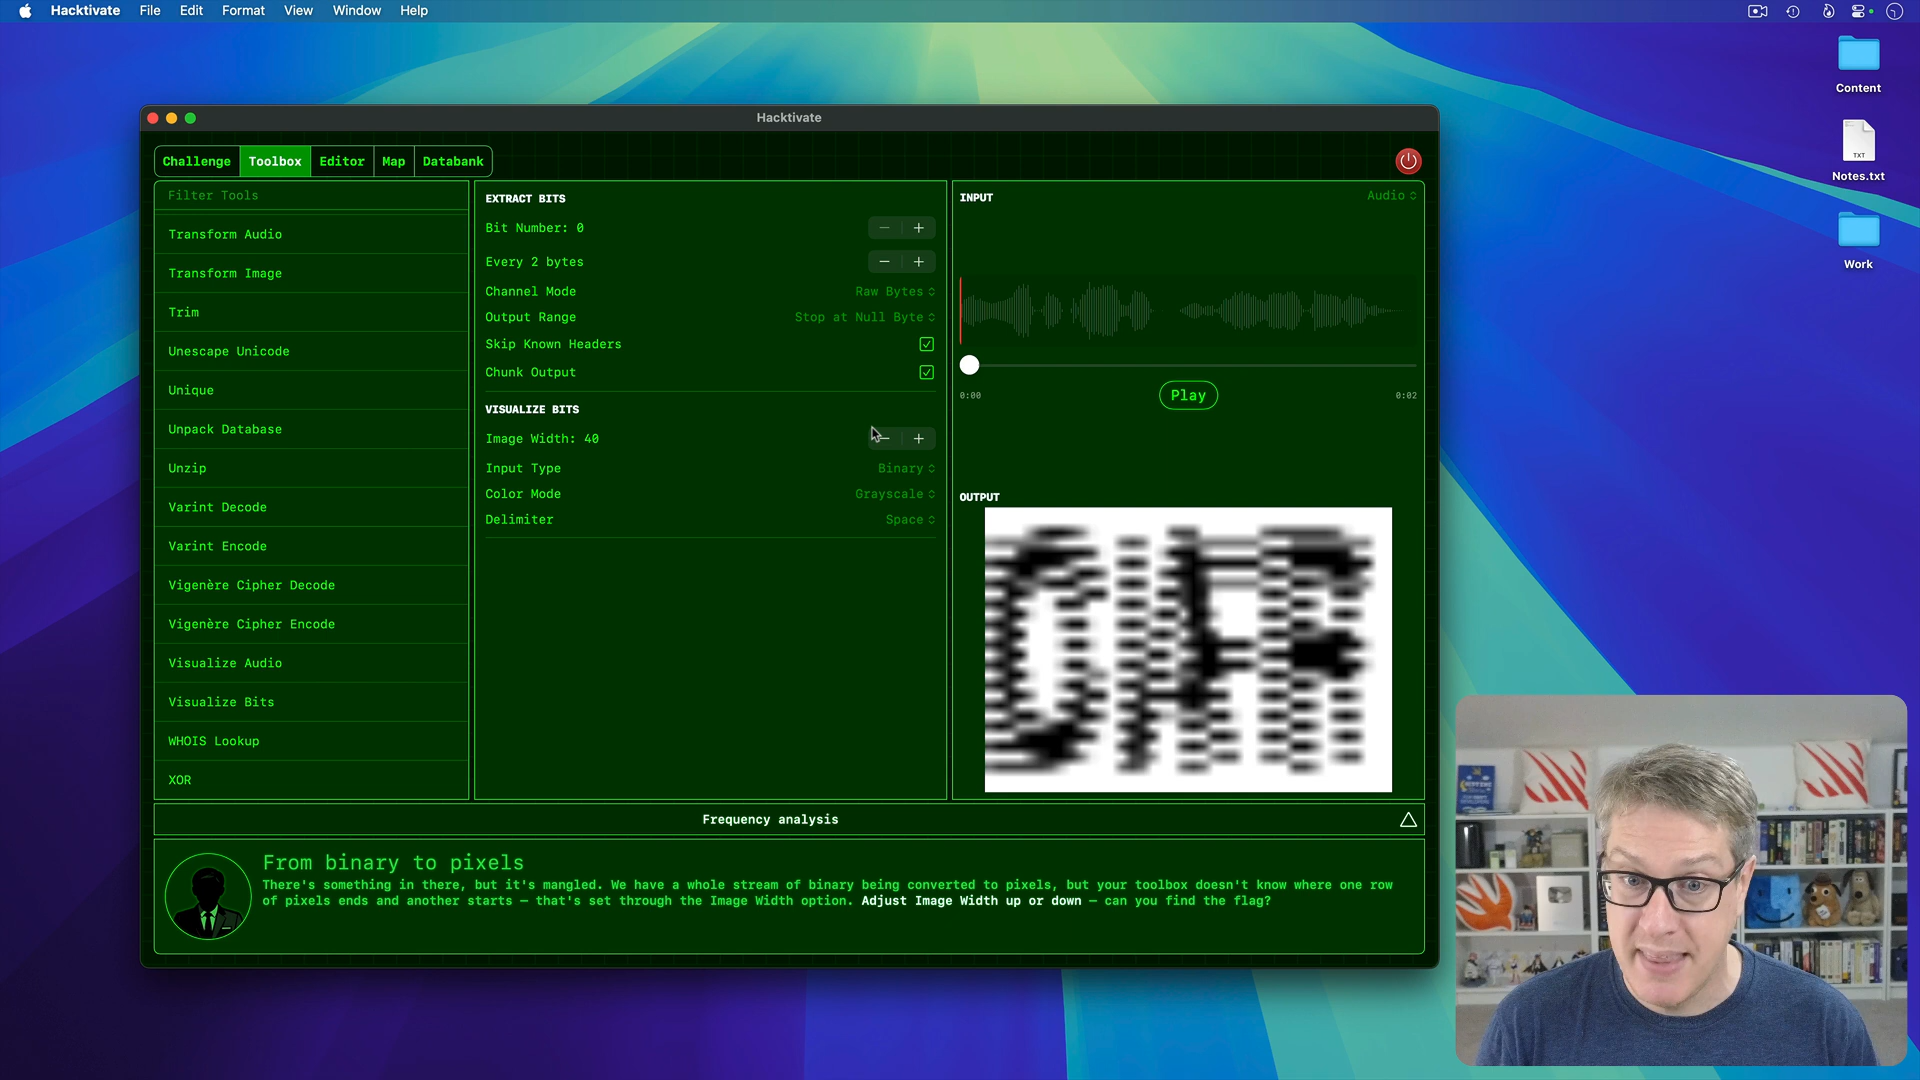 Hacktivate File Edit Format View Window Help
Content
Notes.txt
TXT
Work
Hacktivate
Challenge Toolbox Editor Map Databank
Filter Tools
Transform Audio
Transform Image
Trim
Unescape Unicode
Unique
Unpack Database
Unzip
Varint Decode
Varint Encode
Vigenère Cipher Decode
Vigenère Cipher Encode
Visualize Audio
Visualize Bits
WHOIS Lookup
XOR
EXTRACT BITS
Bit Number: 0
Every 2 bytes
Channel Mode Raw Bytes
Output Range Stop at Null Byte
Skip Known Headers
Chunk Output
VISUALIZE BITS
Image Width: 40
Input Type Binary
Color Mode Grayscale
Delimiter Space
INPUT Audio
0:00 Play 0:02
OUTPUT
Frequency analysis
From binary to pixels
There's something in there, but it's mangled. We have a whole stream of binary being converted to pixels, but your toolbox doesn't know where one row
of pixels ends and another starts — that's set through the Image Width option. Adjust Image Width up or down — can you find the flag?